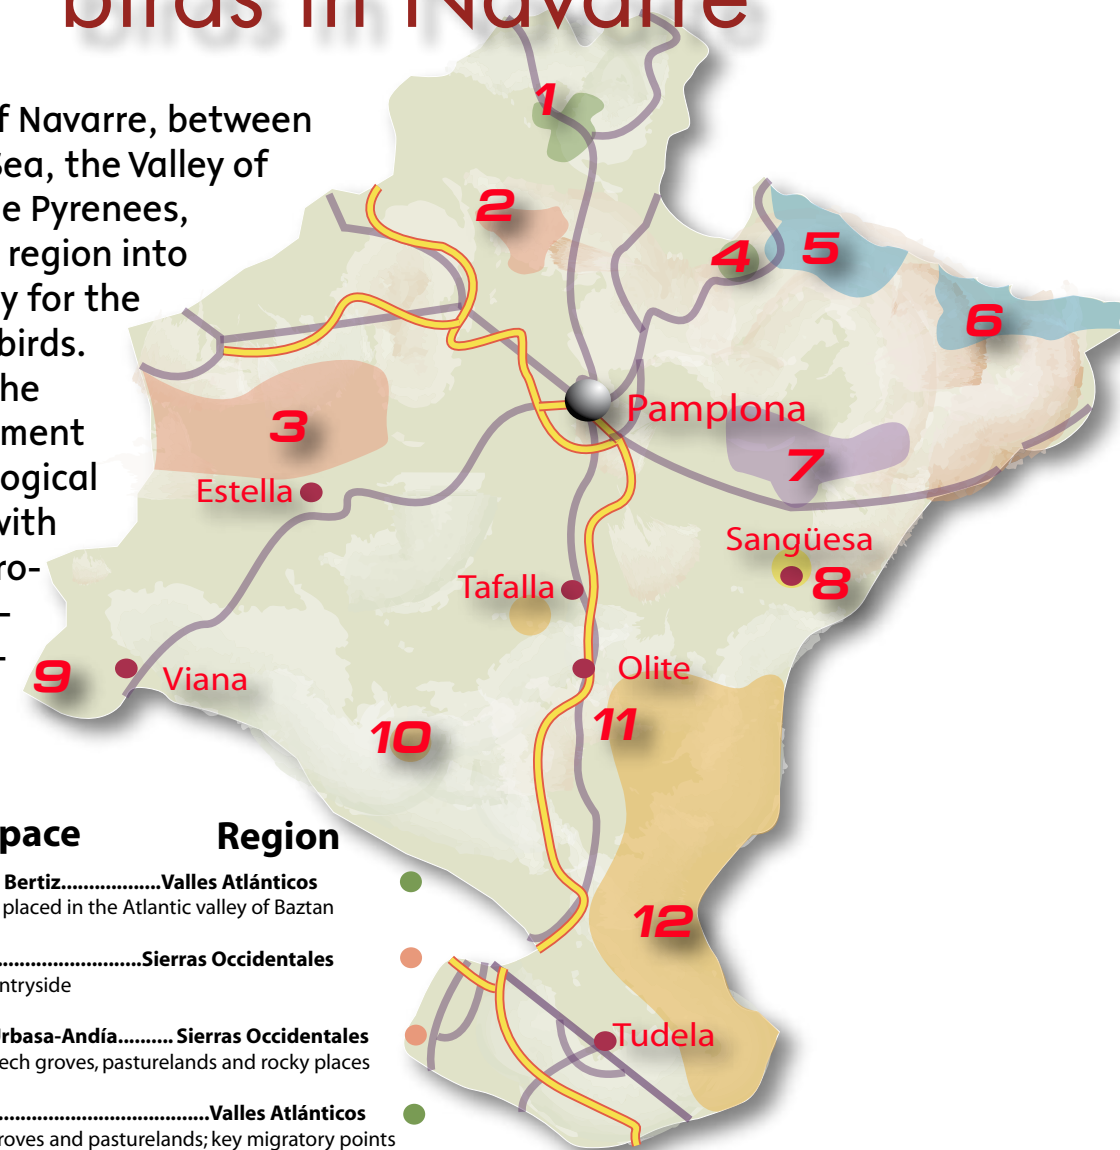 birds in Navarre
f Navarre, between
Sea, the Valley of
e Pyrenees,
region into
y for the
birds.
he
ment
ogical
with
ro-
-
-
1
2
3
4
5
6
7
8
9
10
11
12
Pamplona
Estella
Sangüesa
Tafalla
Viana
Olite
Tudela
pace Region
Bertiz..................Valles Atlánticos
placed in the Atlantic valley of Baztan
..........................Sierras Occidentales
ntryside
Urbasa-Andía.......... Sierras Occidentales
ech groves, pasturelands and rocky places
......................................Valles Atlánticos
roves and pasturelands; key migratory points